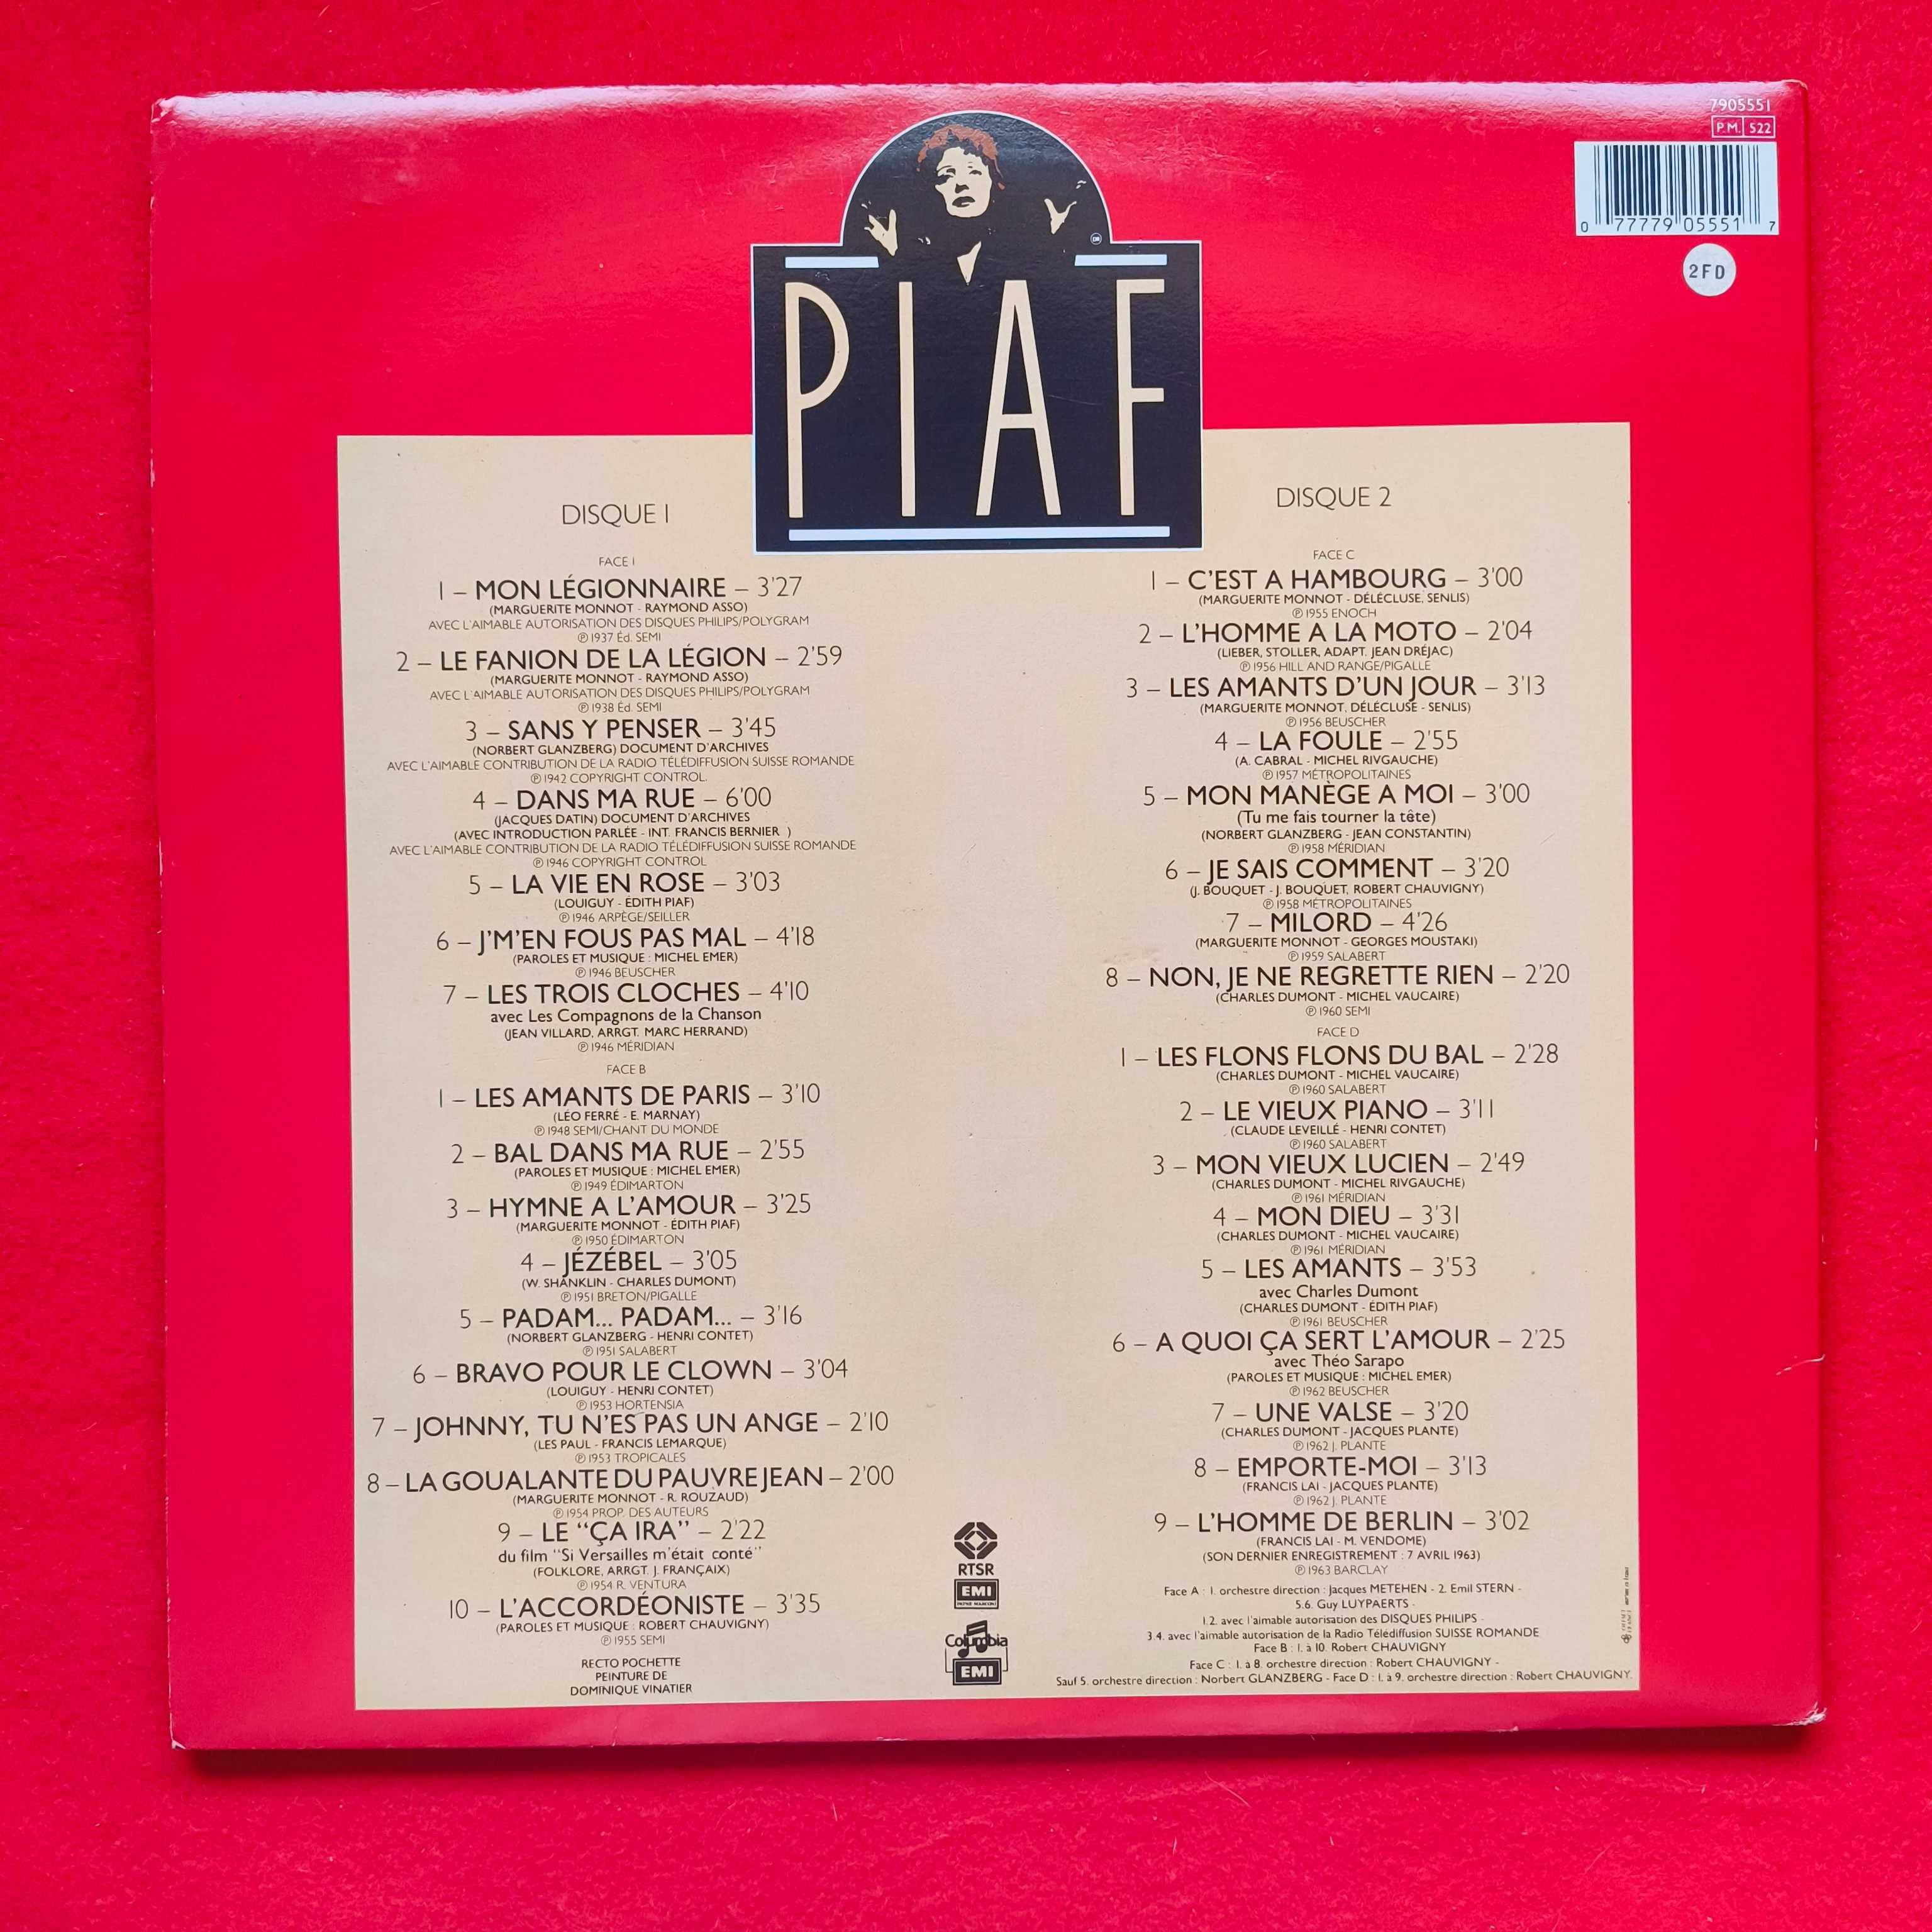 7905551
P.M. 522
0 77779 05551 7
2FD
PIAF
DISQUE 1
FACE 1
1 – MON LÉGIONNAIRE – 3'27
(MARGUERITE MONNOT - RAYMOND ASSO)
AVEC L'AIMABLE AUTORISATION DES DISQUES PHILIPS/POLYGRAM
℗ 1937 Éd. SEMI
2 – LE FANION DE LA LÉGION – 2'59
(MARGUERITE MONNOT - RAYMOND ASSO)
AVEC L'AIMABLE AUTORISATION DES DISQUES PHILIPS/POLYGRAM
℗ 1938 Éd. SEMI
3 – SANS Y PENSER – 3'45
(NORBERT GLANZBERG) DOCUMENT D'ARCHIVES
AVEC L'AIMABLE CONTRIBUTION DE LA RADIO TÉLÉDIFFUSION SUISSE ROMANDE
℗ 1942 COPYRIGHT CONTROL.
4 – DANS MA RUE – 6'00
(JACQUES DATIN) DOCUMENT D'ARCHIVES
(AVEC INTRODUCTION PARLÉE - INT. FRANCIS BERNIER )
AVEC L'AIMABLE CONTRIBUTION DE LA RADIO TÉLÉDIFFUSION SUISSE ROMANDE
℗ 1946 COPYRIGHT CONTROL
5 – LA VIE EN ROSE – 3'03
(LOUIGUY - ÉDITH PIAF)
℗ 1946 ARPÈGE/SEILLER
6 – J'M'EN FOUS PAS MAL – 4'18
(PAROLES ET MUSIQUE : MICHEL EMER)
℗ 1946 BEUSCHER
7 – LES TROIS CLOCHES – 4'10
avec Les Compagnons de la Chanson
(JEAN VILLARD, ARRGT. MARC HERRAND)
℗ 1946 MÉRIDIAN
FACE B
1 – LES AMANTS DE PARIS – 3'10
(LÉO FERRÉ - E. MARNAY)
℗ 1948 SEMI/CHANT DU MONDE
2 – BAL DANS MA RUE – 2'55
(PAROLES ET MUSIQUE : MICHEL EMER)
℗ 1949 ÉDIMARTON
3 – HYMNE A L'AMOUR – 3'25
(MARGUERITE MONNOT - ÉDITH PIAF)
℗ 1950 ÉDIMARTON
4 – JÉZÉBEL – 3'05
(W. SHANKLIN - CHARLES DUMONT)
℗ 1951 BRETON/PIGALLE
5 – PADAM... PADAM... – 3'16
(NORBERT GLANZBERG - HENRI CONTET)
℗ 1951 SALABERT
6 – BRAVO POUR LE CLOWN – 3'04
(LOUIGUY - HENRI CONTET)
℗ 1953 HORTENSIA
7 – JOHNNY, TU N'ES PAS UN ANGE – 2'10
(LES PAUL - FRANCIS LEMARQUE)
℗ 1953 TROPICALES
8 – LA GOUALANTE DU PAUVRE JEAN – 2'00
(MARGUERITE MONNOT - R. ROUZAUD)
℗ 1954 PROP. DES AUTEURS
9 – LE "ÇA IRA" – 2'22
du film "Si Versailles m'était conté"
(FOLKLORE, ARRGT. J. FRANÇAIX)
℗ 1954 R. VENTURA
10 – L'ACCORDÉONISTE – 3'35
(PAROLES ET MUSIQUE : ROBERT CHAUVIGNY)
℗ 1955 SEMI
RECTO POCHETTE
PEINTURE DE
DOMINIQUE VINATIER
RTSR
EMI
PATHE MARCONI
Columbia
EMI
DISQUE 2
FACE C
1 – C'EST A HAMBOURG – 3'00
(MARGUERITE MONNOT - DÉLÉCLUSE, SENLIS)
℗ 1955 ENOCH
2 – L'HOMME A LA MOTO – 2'04
(LIEBER, STOLLER, ADAPT. JEAN DRÉJAC)
℗ 1956 HILL AND RANGE/PIGALLE
3 – LES AMANTS D'UN JOUR – 3'13
(MARGUERITE MONNOT, DÉLÉCLUSE - SENLIS)
℗ 1956 BEUSCHER
4 – LA FOULE – 2'55
(A. CABRAL - MICHEL RIVGAUCHE)
℗ 1957 MÉTROPOLITAINES
5 – MON MANÈGE A MOI – 3'00
(Tu me fais tourner la tête)
(NORBERT GLANZBERG - JEAN CONSTANTIN)
℗ 1958 MÉRIDIAN
6 – JE SAIS COMMENT – 3'20
(J. BOUQUET - J. BOUQUET, ROBERT CHAUVIGNY)
℗ 1958 MÉTROPOLITAINES
7 – MILORD – 4'26
(MARGUERITE MONNOT - GEORGES MOUSTAKI)
℗ 1959 SALABERT
8 – NON, JE NE REGRETTE RIEN – 2'20
(CHARLES DUMONT - MICHEL VAUCAIRE)
℗ 1960 SEMI
FACE D
1 – LES FLONS FLONS DU BAL – 2'28
(CHARLES DUMONT - MICHEL VAUCAIRE)
℗ 1960 SALABERT
2 – LE VIEUX PIANO – 3'11
(CLAUDE LEVEILLÉ - HENRI CONTET)
℗ 1960 SALABERT
3 – MON VIEUX LUCIEN – 2'49
(CHARLES DUMONT - MICHEL RIVGAUCHE)
℗ 1961 MÉRIDIAN
4 – MON DIEU – 3'31
(CHARLES DUMONT - MICHEL VAUCAIRE)
℗ 1961 MÉRIDIAN
5 – LES AMANTS – 3'53
avec Charles Dumont
(CHARLES DUMONT - ÉDITH PIAF)
℗ 1961 BEUSCHER
6 – A QUOI ÇA SERT L'AMOUR – 2'25
avec Théo Sarapo
(PAROLES ET MUSIQUE : MICHEL EMER)
℗ 1962 BEUSCHER
7 – UNE VALSE – 3'20
(CHARLES DUMONT - JACQUES PLANTE)
℗ 1962 J. PLANTE
8 – EMPORTE-MOI – 3'13
(FRANCIS LAI - JACQUES PLANTE)
℗ 1962 J. PLANTE
9 – L'HOMME DE BERLIN – 3'02
(FRANCIS LAI - M. VENDOME)
(SON DERNIER ENREGISTREMENT : 7 AVRIL 1963)
℗ 1963 BARCLAY
Face A : 1. orchestre direction : Jacques METEHEN - 2. Emil STERN -
5.6. Guy LUYPAERTS -
1.2. avec l'aimable autorisation des DISQUES PHILIPS -
3.4. avec l'aimable autorisation de la Radio Télédiffusion SUISSE ROMANDE
Face B : 1. à 10. Robert CHAUVIGNY
Face C : 1. à 8. orchestre direction : Robert CHAUVIGNY -
Sauf 5. orchestre direction : Norbert GLANZBERG - Face D : 1. à 9. orchestre direction : Robert CHAUVIGNY.